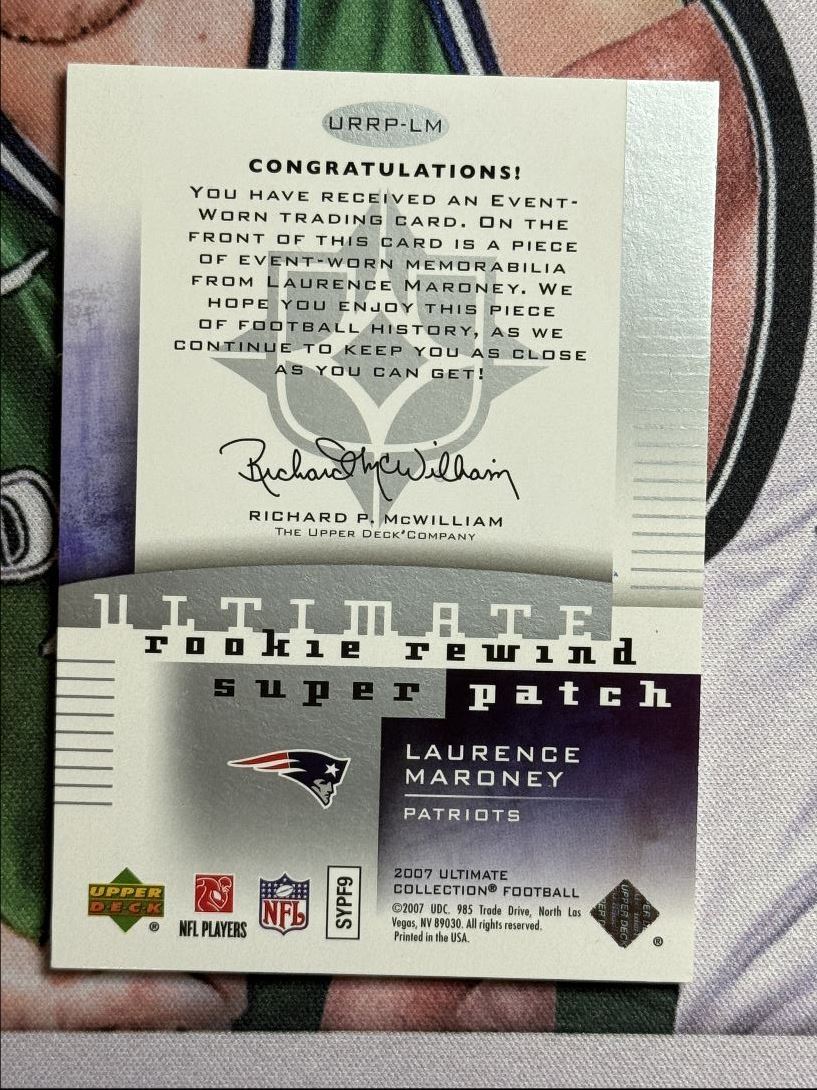 URRP-LM
CONGRATULATIONS!
YOU HAVE RECEIVED AN EVENT-
WORN TRADING CARD. ON THE
FRONT OF THIS CARD IS A PIECE
OF EVENT-WORN MEMORABILIA
FROM LAURENCE MARONEY. WE
HOPE YOU ENJOY THIS PIECE
OF FOOTBALL HISTORY, AS WE
CONTINUE TO KEEP YOU AS CLOSE
AS YOU CAN GET!
Richard McWilliam
RICHARD P. MCWILLIAM
THE UPPER DECK COMPANY
ULTIMATE
rookie rewind
super patch
LAURENCE
MARONEY
PATRIOTS
2007 ULTIMATE
COLLECTION® FOOTBALL
©2007 UDC. 985 Trade Drive, North Las
Vegas, NV 89030. All rights reserved.
Printed in the USA.
UPPER
DECK
®
NFL PLAYERS
NFL
SYPF9
UPPER DECK
®